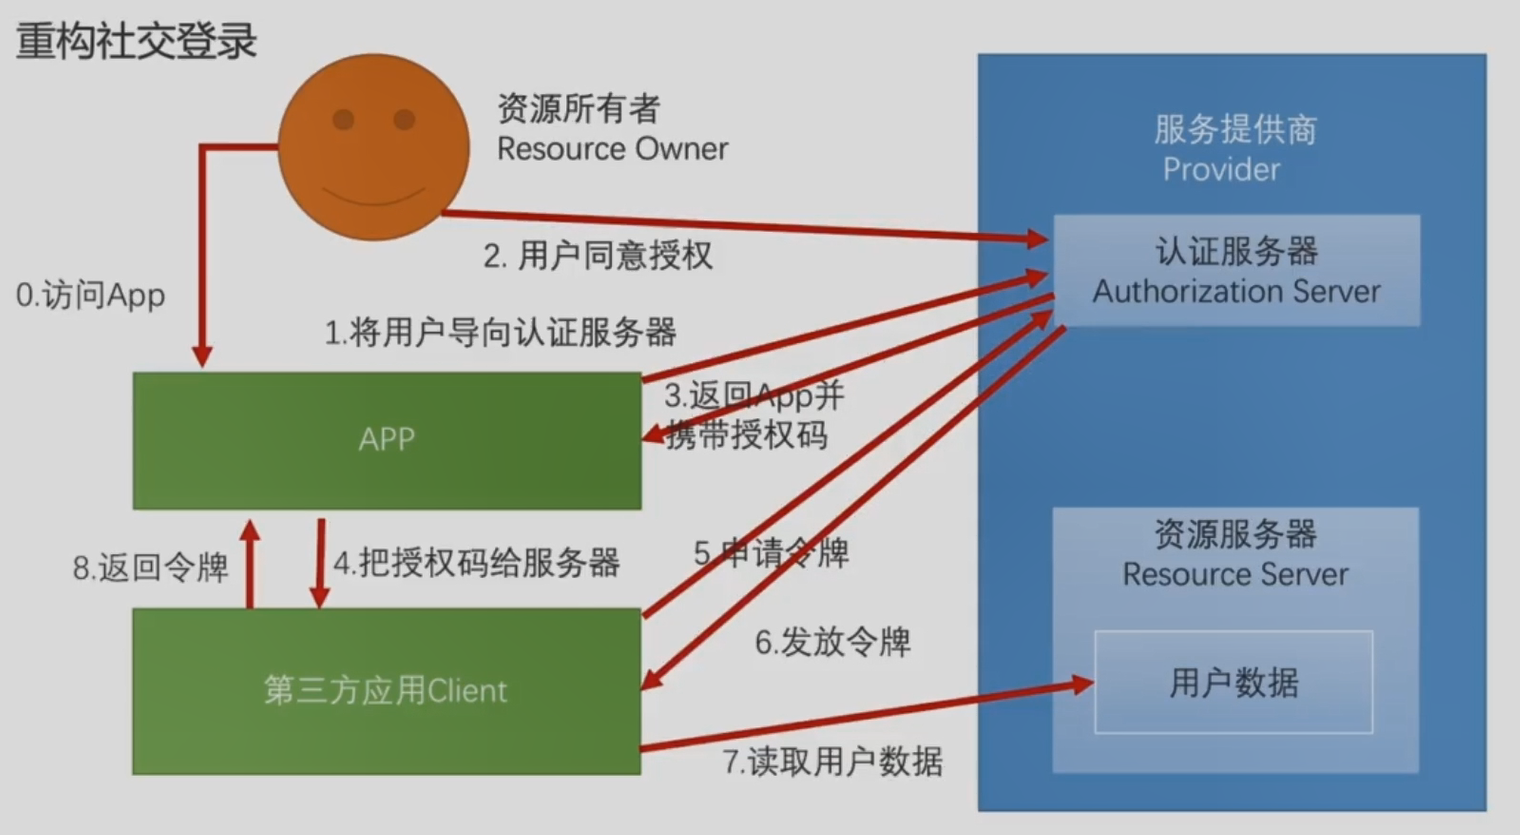 重构社交登录
资源所有者
Resource Owner
服务提供商
Provider
认证服务器
Authorization Server
2. 用户同意授权
0.访问App
1.将用户导向认证服务器
3.返回App并
携带授权码
APP
8.返回令牌
4.把授权码给服务器
5.申请令牌
资源服务器
Resource Server
6.发放令牌
用户数据
第三方应用Client
7.读取用户数据